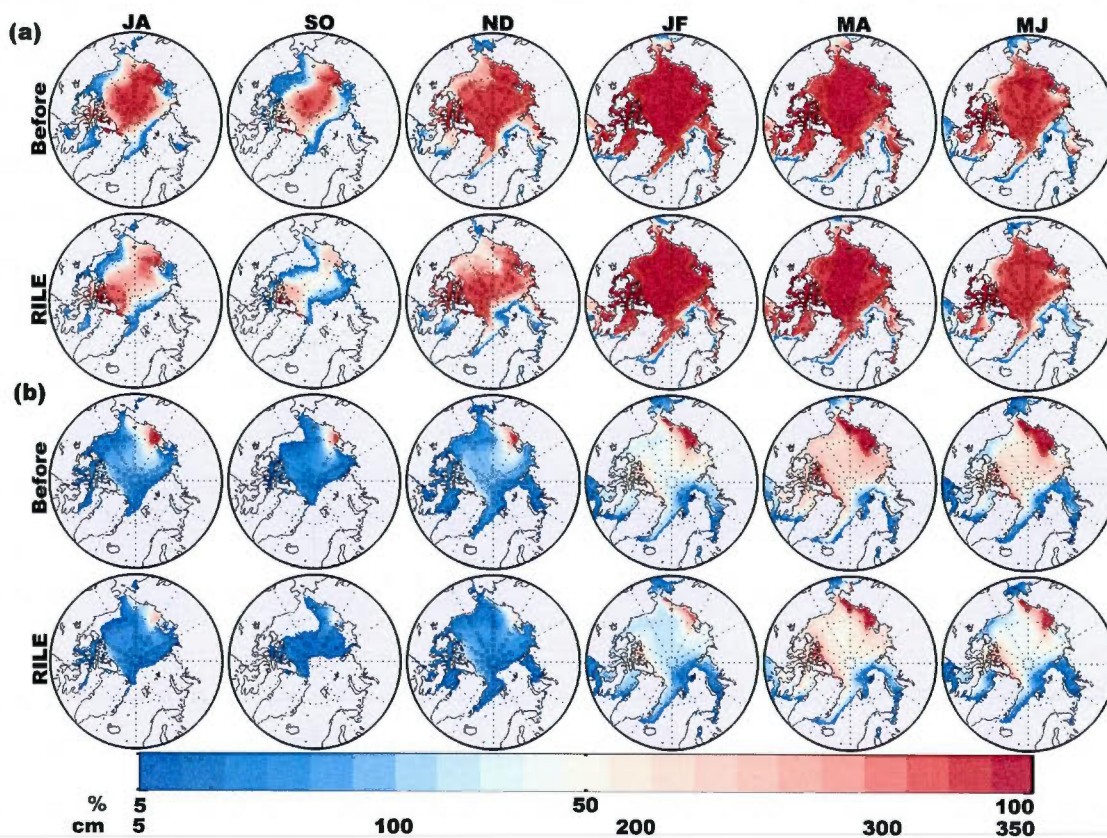 JA SO ND JF MA MJ
(a)
Before
RILE
(b)
Before
RILE
% 5 50 100
cm 5 100 200 300 350